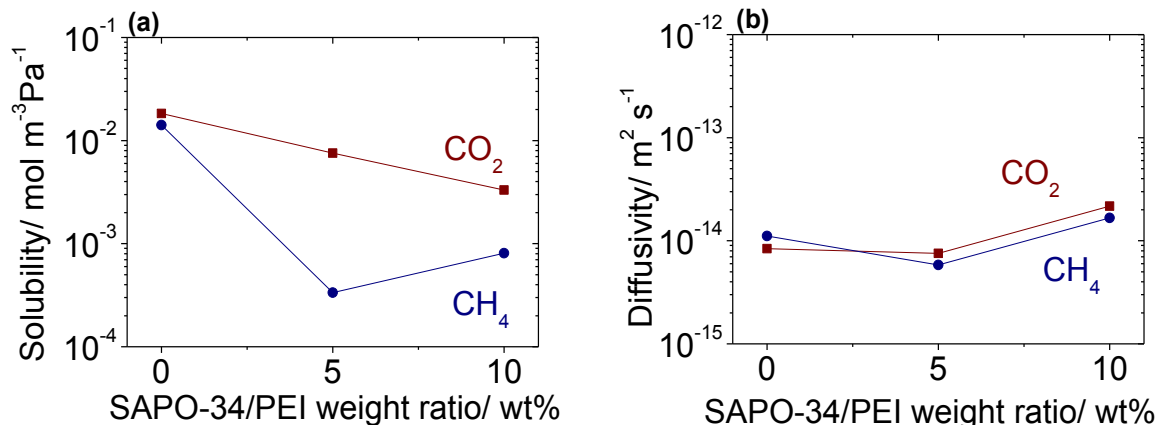 (a)
Solubility/ mol m⁻³Pa⁻¹
10⁻¹
10⁻²
10⁻³
10⁻⁴
CO₂
CH₄
0 5 10
SAPO-34/PEI weight ratio/ wt%
(b)
Diffusivity/ m² s⁻¹
10⁻¹²
10⁻¹³
10⁻¹⁴
10⁻¹⁵
CO₂
CH₄
0 5 10
SAPO-34/PEI weight ratio/ wt%